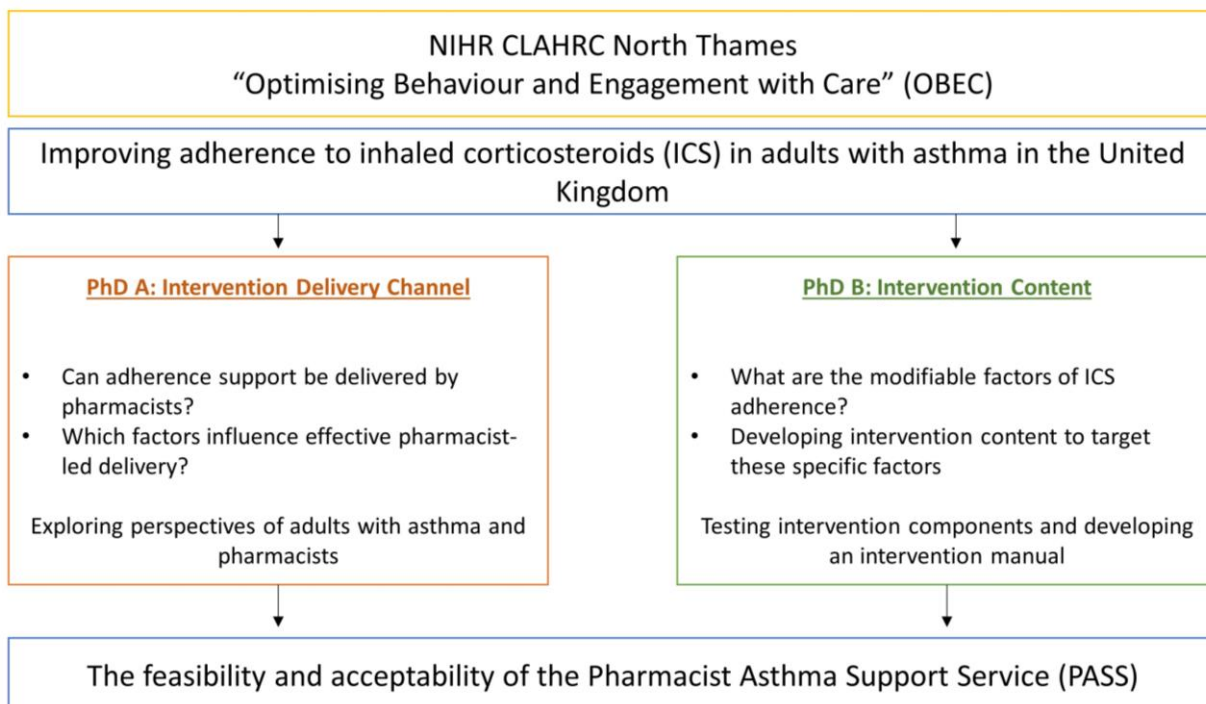 NIHR CLAHRC North Thames
“Optimising Behaviour and Engagement with Care” (OBEC)
Improving adherence to inhaled corticosteroids (ICS) in adults with asthma in the United
Kingdom
PhD A: Intervention Delivery Channel
• Can adherence support be delivered by
pharmacists?
• Which factors influence effective pharmacist-
led delivery?
Exploring perspectives of adults with asthma and
pharmacists
PhD B: Intervention Content
• What are the modifiable factors of ICS
adherence?
• Developing intervention content to target
these specific factors
Testing intervention components and developing
an intervention manual
The feasibility and acceptability of the Pharmacist Asthma Support Service (PASS)